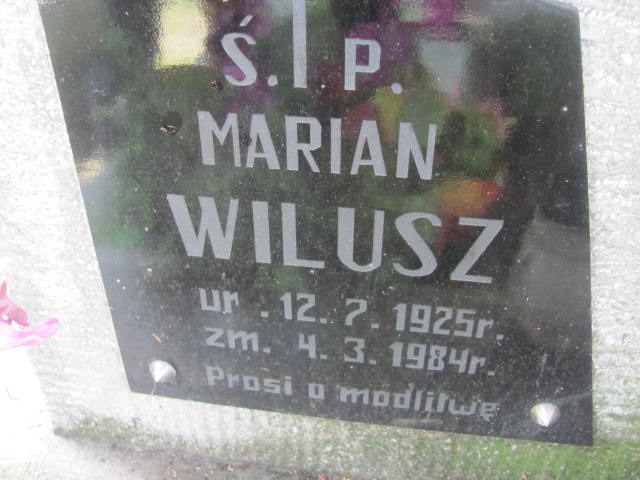 Ś. P.
MARIAN
WILUSZ
ur. 12. 7. 1925r.
zm. 4. 3. 1984r.
Prosi o modlitwę